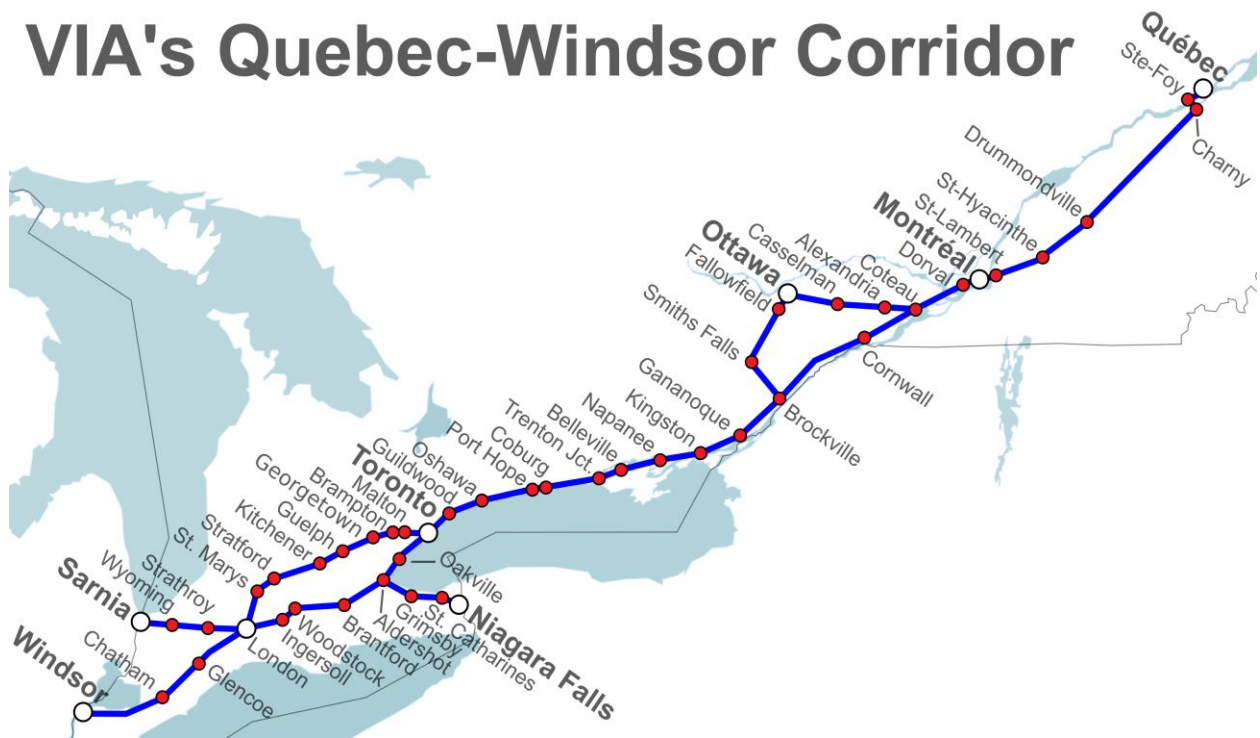 VIA's Quebec-Windsor Corridor
Québec
Ste-Foy
Charny
Drummondville
St-Hyacinthe
St-Lambert
Montréal
Dorval
Coteau
Alexandria
Casselman
Ottawa
Fallowfield
Smiths Falls
Cornwall
Brockville
Gananoque
Kingston
Napanee
Belleville
Trenton Jct.
Coburg
Port Hope
Oshawa
Guildwood
Toronto
Malton
Brampton
Georgetown
Guelph
Kitchener
Stratford
St. Marys
Oakville
Aldershot
Grimsby
St. Catharines
Niagara Falls
Brantford
Woodstock
Ingersoll
London
Strathroy
Wyoming
Sarnia
Glencoe
Chatham
Windsor